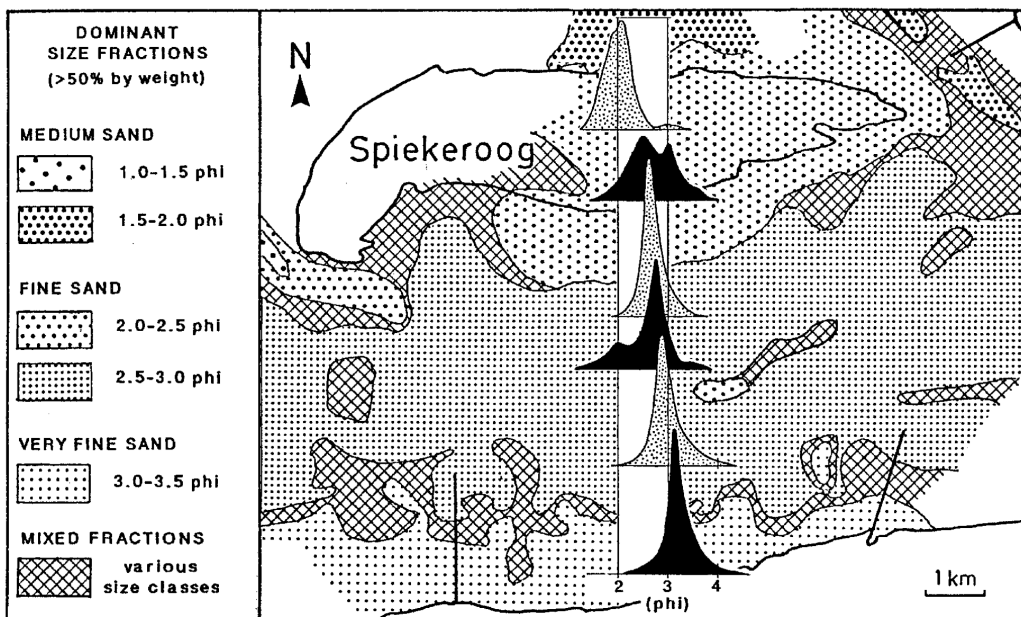 DOMINANT
SIZE FRACTIONS
(>50% by weight)
MEDIUM SAND
1.0-1.5 phi
1.5-2.0 phi
FINE SAND
2.0-2.5 phi
2.5-3.0 phi
VERY FINE SAND
3.0-3.5 phi
MIXED FRACTIONS
various
size classes
N
Spiekeroog
2 3 4
(phi)
1 km